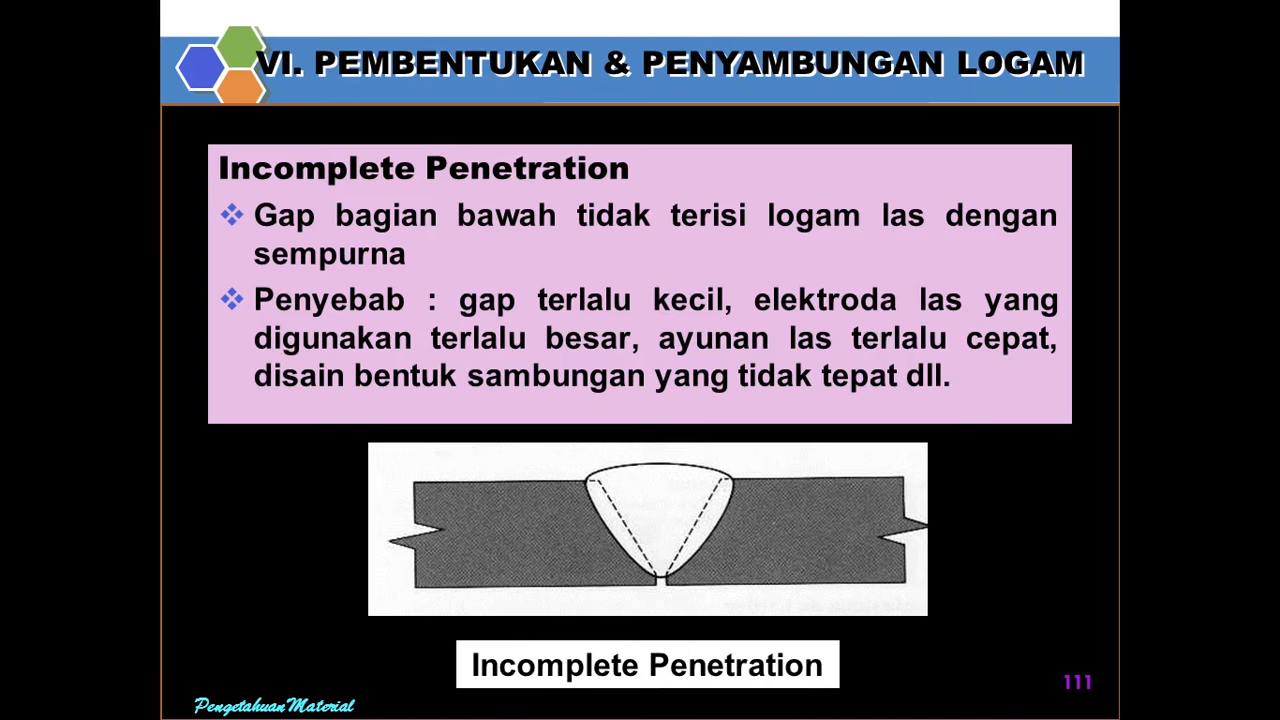 VI. PEMBENTUKAN & PENYAMBUNGAN LOGAM
Incomplete Penetration
Gap bagian bawah tidak terisi logam las dengan
sempurna
Penyebab : gap terlalu kecil, elektroda las yang
digunakan terlalu besar, ayunan las terlalu cepat,
disain bentuk sambungan yang tidak tepat dll.
Incomplete Penetration
111
Pengetahuan Material